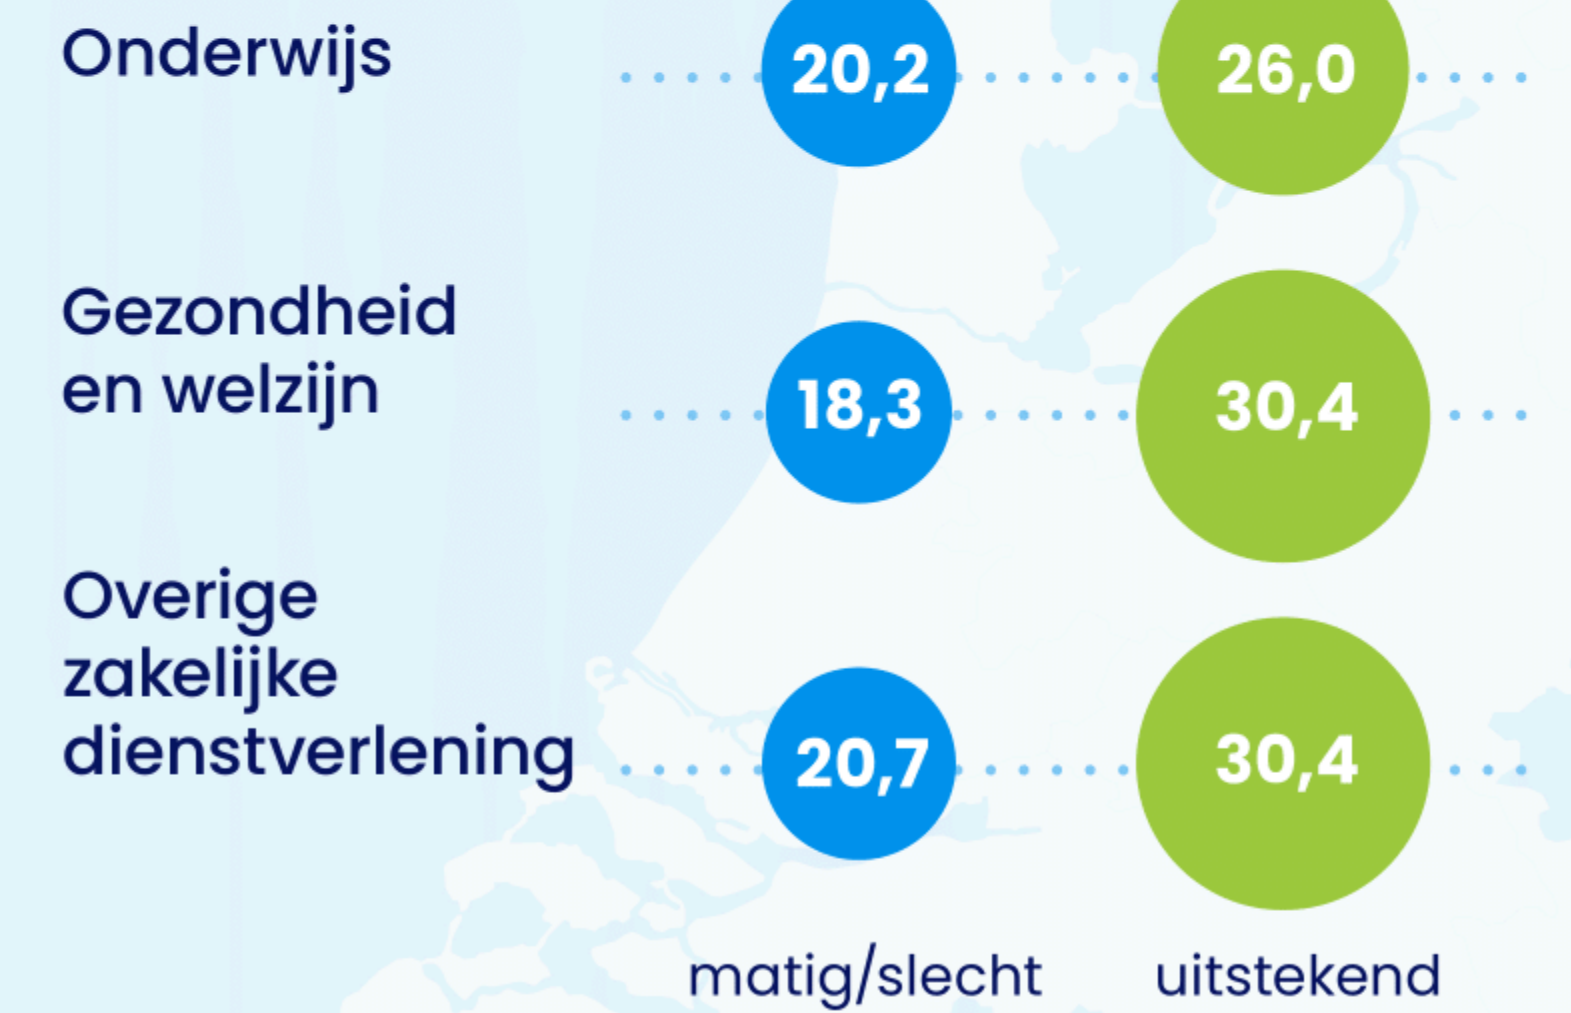 Onderwijs
20,2
26,0
Gezondheid
en welzijn
18,3
30,4
Overige
zakelijke
dienstverlening
20,7
30,4
matig/slecht
uitstekend